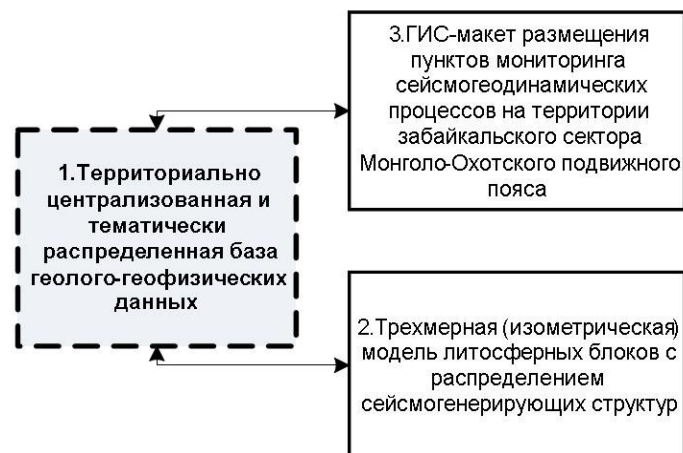 3.ГИС-макет размещения
пунктов мониторинга
сейсмогеодинамических
процессов на территории
забайкальского сектора
Монголо-Охотского подвижного
пояса
1.Территориально
централизованная и
тематически
распределенная база
геолого-геофизических
данных
2.Трехмерная (изометрическая)
модель литосферных блоков с
распределением
сейсмогенерирующих структур